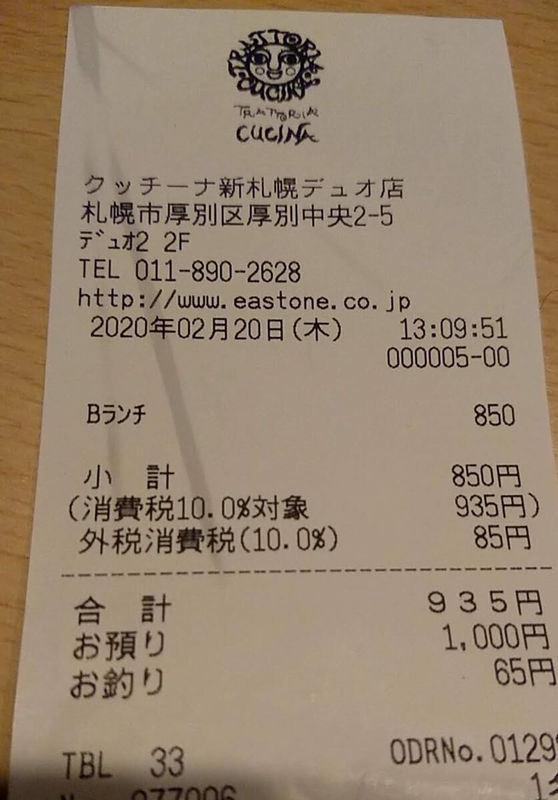 TRATTORIA CUCINA
TRATTORIA
CUCINA
クッチーナ新札幌デュオ店
札幌市厚別区厚別中央2-5
ﾃﾞｭｵ2 2F
TEL 011-890-2628
http://www.eastone.co.jp
2020年02月20日(木) 13:09:51
000005-00
Bﾗﾝﾁ 850
小 計 850円
(消費税10.0%対象 935円)
外税消費税(10.0%) 85円
合 計 935円
お預り 1,000円
お釣り 65円
TBL 33 ODRNo.0129